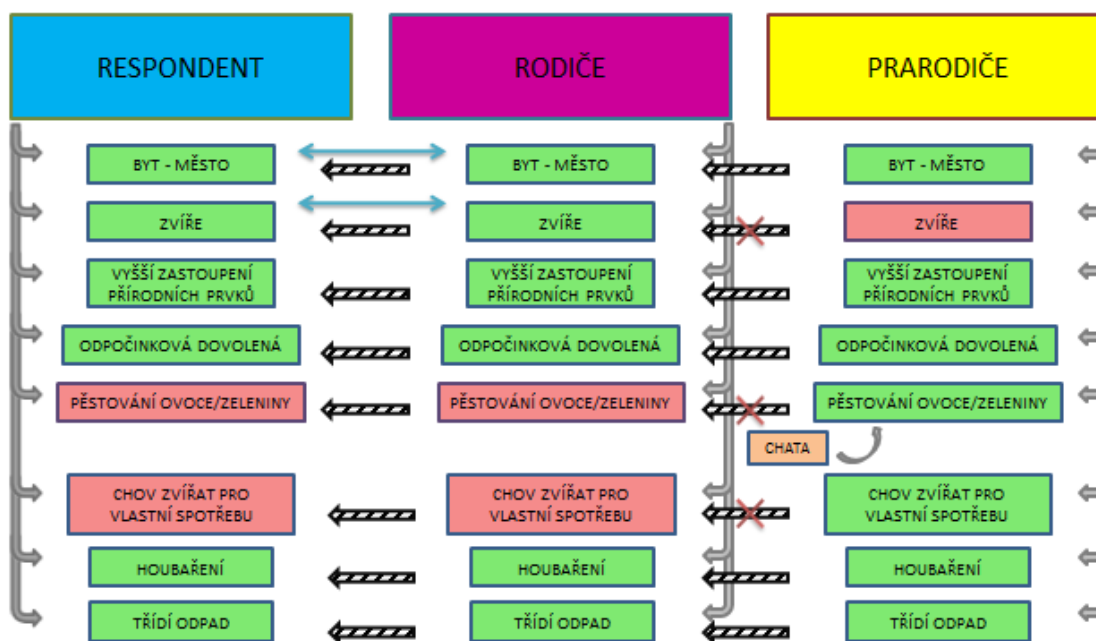 RESPONDENT
RODIČE
PRARODIČE
BYT - MĚSTO
BYT - MĚSTO
BYT - MĚSTO
ZVÍŘE
ZVÍŘE
ZVÍŘE
VYŠŠÍ ZASTOUPENÍ
PŘÍRODNÍCH PRVKŮ
VYŠŠÍ ZASTOUPENÍ
PŘÍRODNÍCH PRVKŮ
VYŠŠÍ ZASTOUPENÍ
PŘÍRODNÍCH PRVKŮ
ODPOČINKOVÁ DOVOLENÁ
ODPOČINKOVÁ DOVOLENÁ
ODPOČINKOVÁ DOVOLENÁ
PĚSTOVÁNÍ OVOCE/ZELENINY
PĚSTOVÁNÍ OVOCE/ZELENINY
PĚSTOVÁNÍ OVOCE/ZELENINY
CHATA
CHOV ZVÍŘAT PRO
VLASTNÍ SPOTŘEBU
CHOV ZVÍŘAT PRO
VLASTNÍ SPOTŘEBU
CHOV ZVÍŘAT PRO
VLASTNÍ SPOTŘEBU
HOUBAŘENÍ
HOUBAŘENÍ
HOUBAŘENÍ
TŘÍDÍ ODPAD
TŘÍDÍ ODPAD
TŘÍDÍ ODPAD